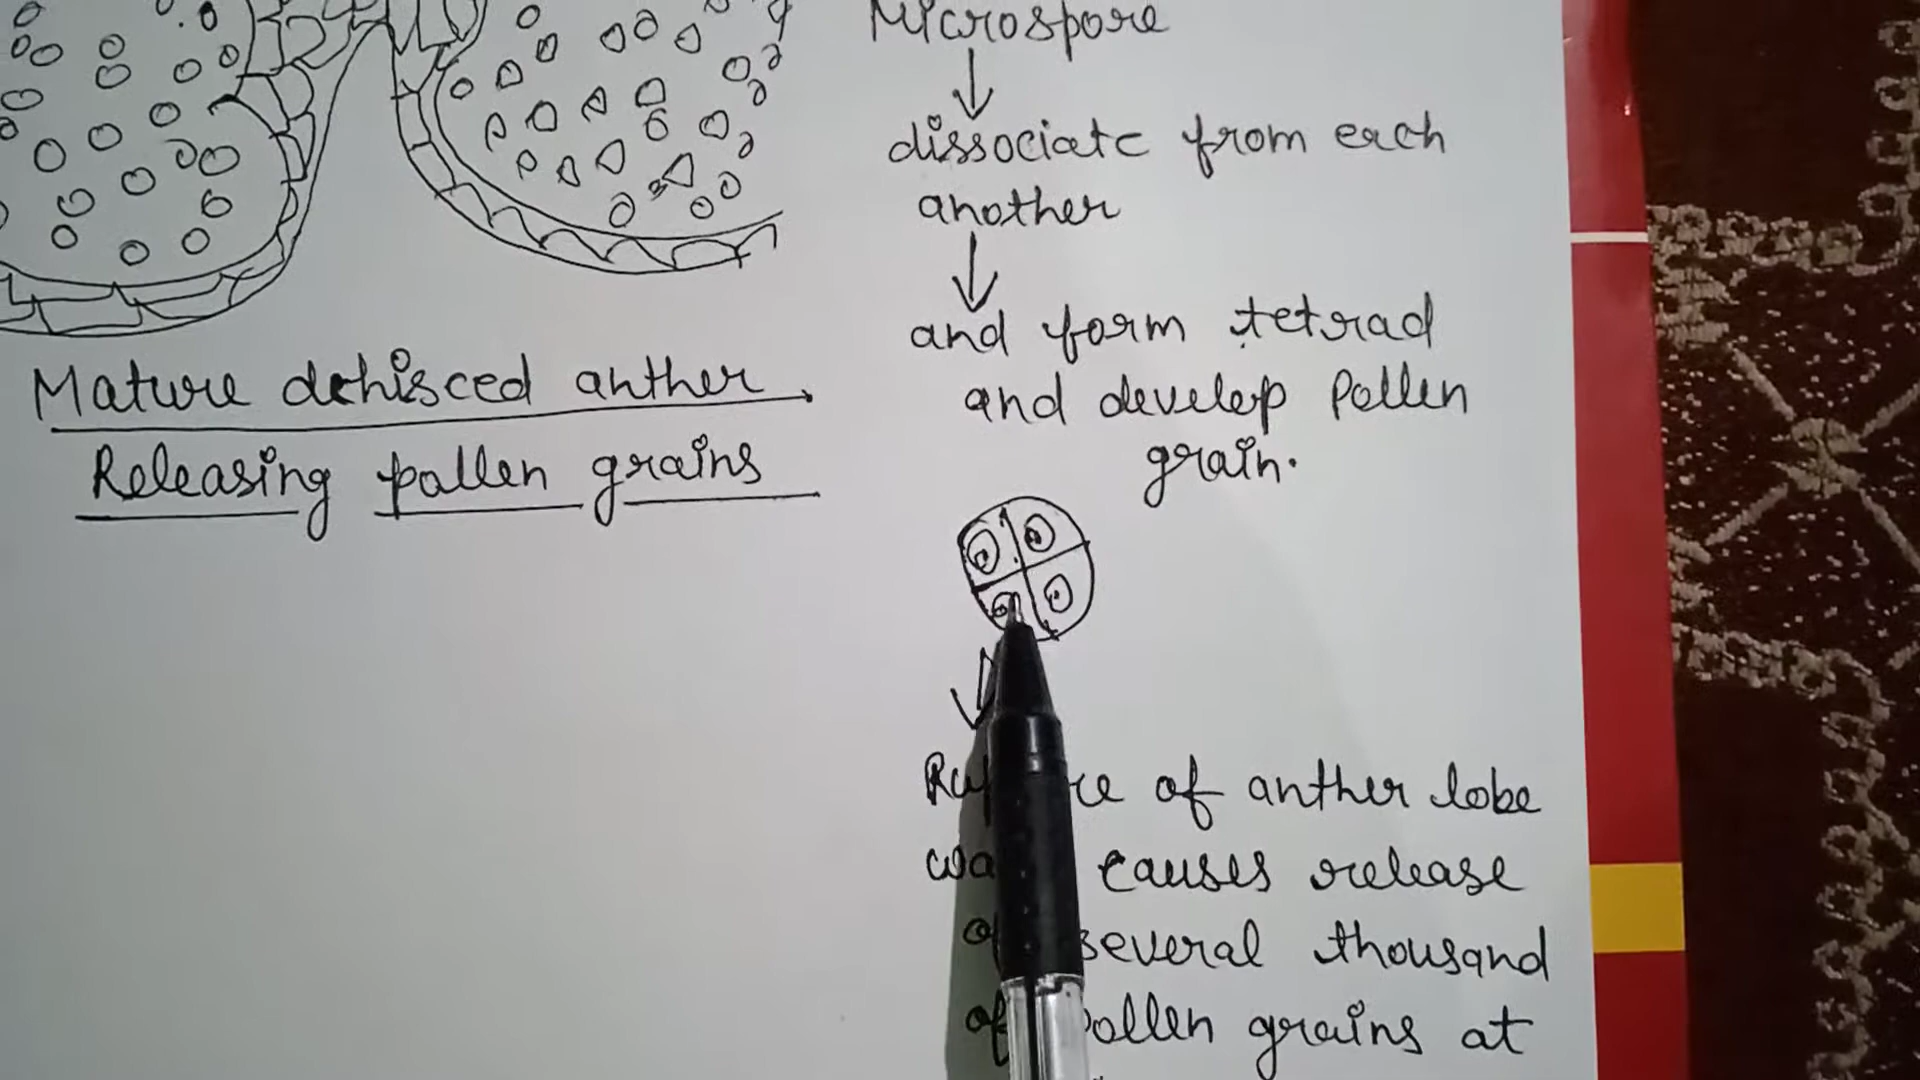 Microspore
dissociate from each
another
and form tetrad
and develop Pollen
grain.
Mature dehisced anther.
Releasing pollen grains
of anther lobe
causes release
several thousand
grains at